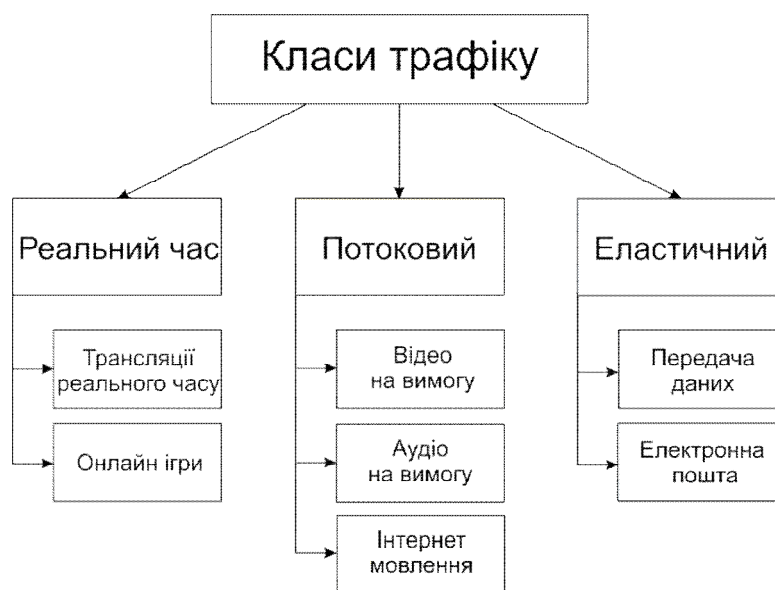 Класи трафіку
Реальний час
Потоковий
Еластичний
Трансляції
реального часу
Онлайн ігри
Відео
на вимогу
Аудіо
на вимогу
Інтернет
мовлення
Передача
даних
Електронна
пошта